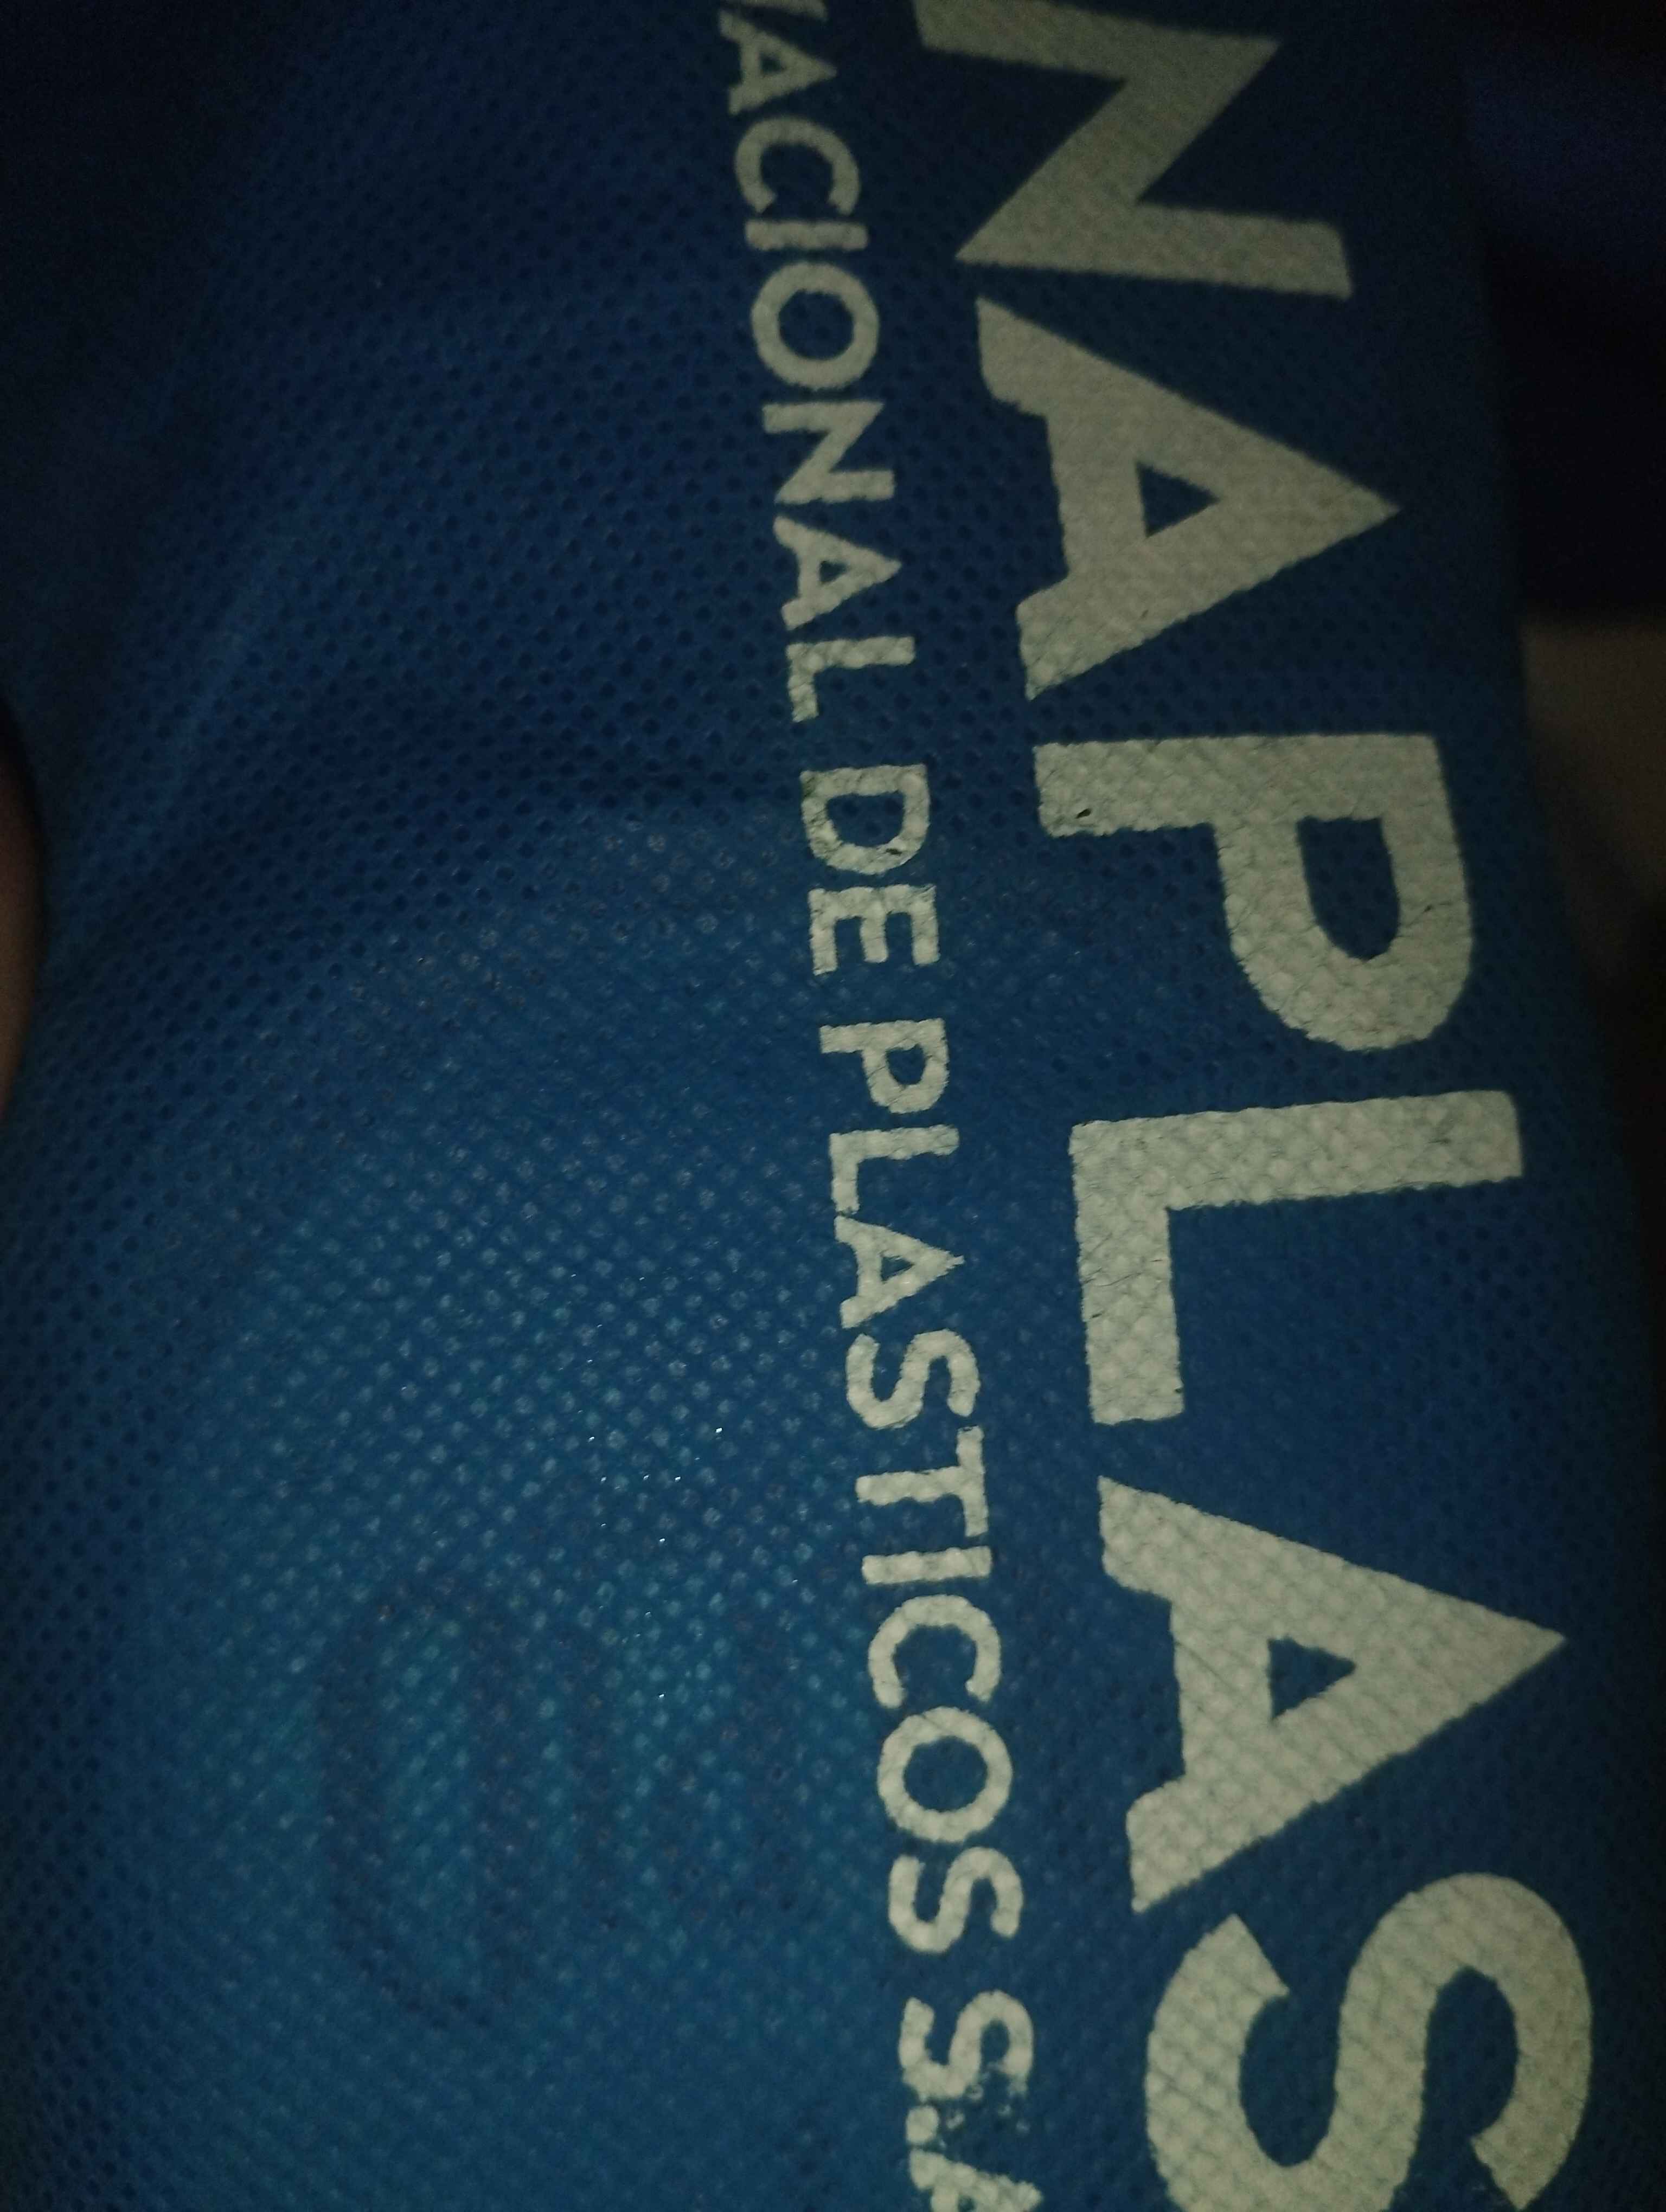 NAPLAS
NACIONAL DE PLASTICOS S.A